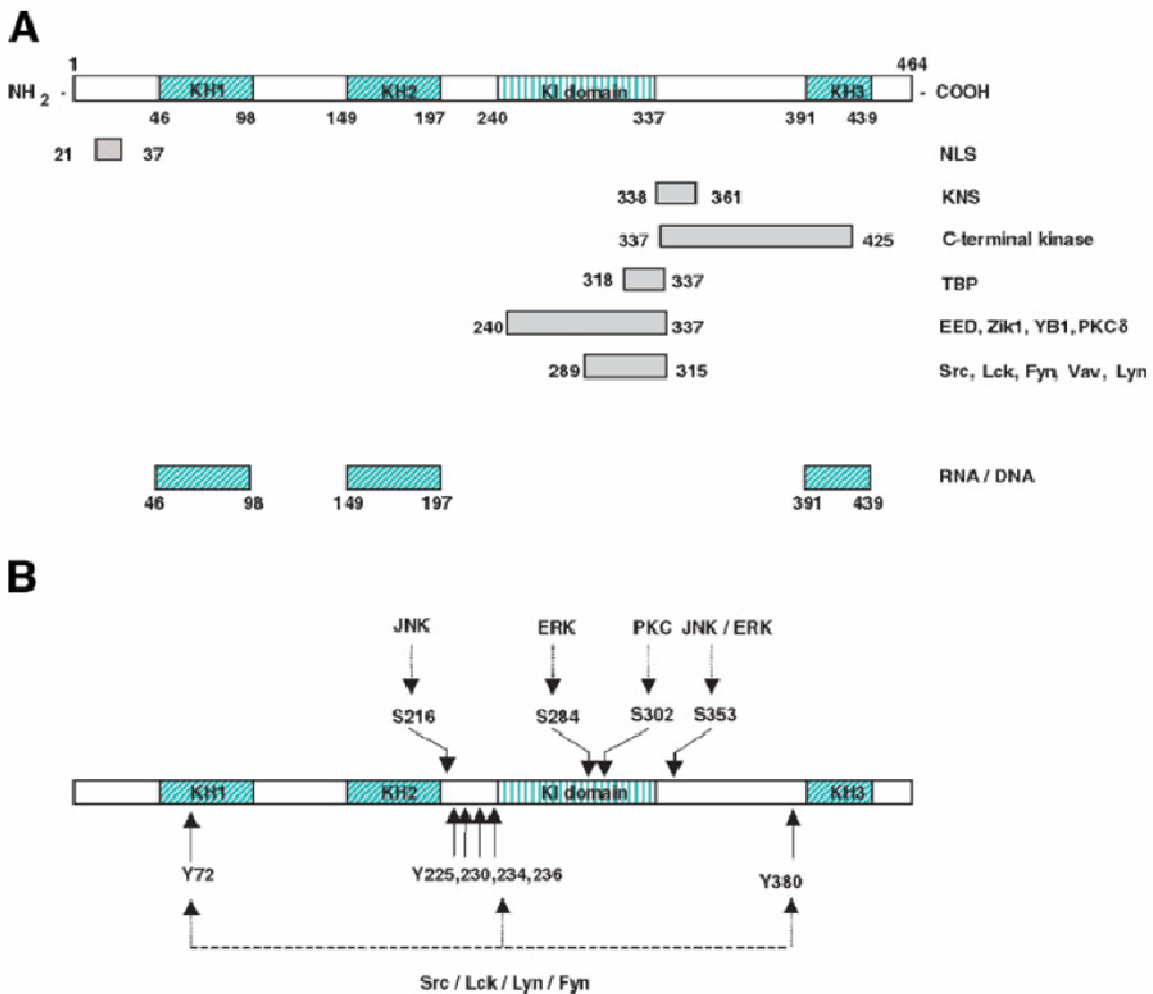 A
1 464
NH2 - KH1 KH2 KI domain KH3 - COOH
46 98 149 197 240 337 391 439
21 37 NLS
338 361 KNS
337 425 C-terminal kinase
318 337 TBP
240 337 EED, Zik1, YB1,PKCδ
289 315 Src, Lck, Fyn, Vav, Lyn
RNA / DNA
46 98 149 197 391 439
B
JNK ERK PKC JNK / ERK
S216 S284 S302 S353
KH1 KH2 KI domain KH3
Y72 Y225,230,234,236 Y380
Src / Lck / Lyn / Fyn